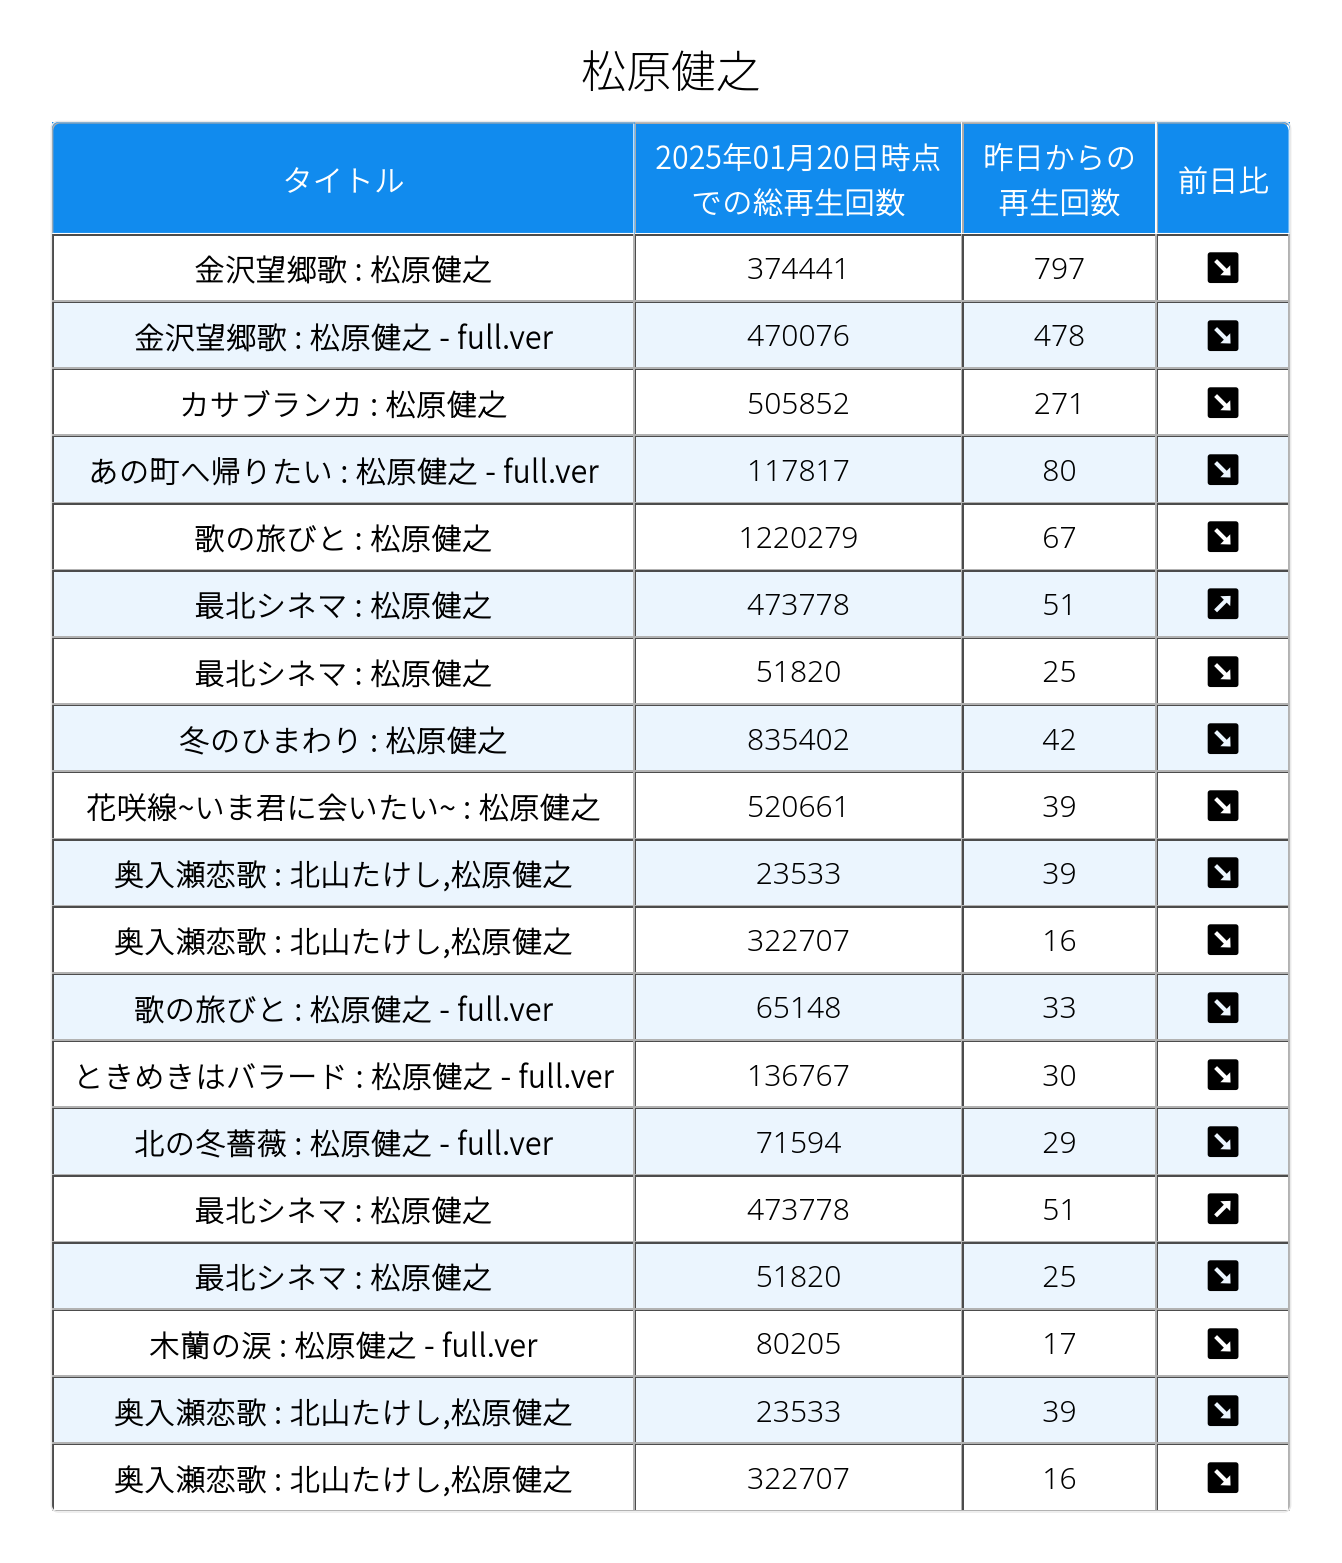 松原健之
タイトル 2025年01月20日時点での総再生回数 昨日からの再生回数 前日比
金沢望郷歌 : 松原健之 374441 797 ↘
金沢望郷歌 : 松原健之 - full.ver 470076 478 ↘
カサブランカ : 松原健之 505852 271 ↘
あの町へ帰りたい : 松原健之 - full.ver 117817 80 ↘
歌の旅びと : 松原健之 1220279 67 ↘
最北シネマ : 松原健之 473778 51 ↗
最北シネマ : 松原健之 51820 25 ↘
冬のひまわり : 松原健之 835402 42 ↘
花咲線~いま君に会いたい~ : 松原健之 520661 39 ↘
奥入瀬恋歌 : 北山たけし,松原健之 23533 39 ↘
奥入瀬恋歌 : 北山たけし,松原健之 322707 16 ↘
歌の旅びと : 松原健之 - full.ver 65148 33 ↘
ときめきはバラード : 松原健之 - full.ver 136767 30 ↘
北の冬薔薇 : 松原健之 - full.ver 71594 29 ↘
最北シネマ : 松原健之 473778 51 ↗
最北シネマ : 松原健之 51820 25 ↘
木蘭の涙 : 松原健之 - full.ver 80205 17 ↘
奥入瀬恋歌 : 北山たけし,松原健之 23533 39 ↘
奥入瀬恋歌 : 北山たけし,松原健之 322707 16 ↘